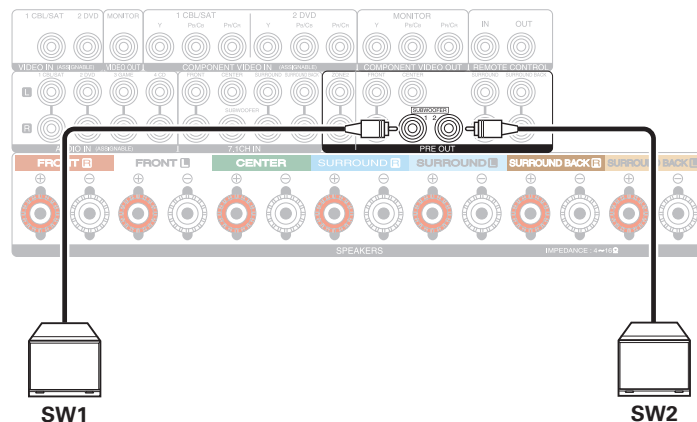 1 CBL/SAT 2 DVD MONITOR 1 CBL/SAT 2 DVD MONITOR IN OUT
Y PB/CB PR/CR Y PB/CB PR/CR Y PB/CB PR/CR
VIDEO IN (ASSIGNABLE) VIDEO OUT COMPONENT VIDEO IN (ASSIGNABLE) COMPONENT VIDEO OUT REMOTE CONTROL
1 CBL/SAT 2 DVD 3 GAME 4 CD FRONT CENTER SURROUND SURROUND BACK ZONE2 FRONT CENTER SURROUND SURROUND BACK
L
SUBWOOFER SUBWOOFER
R 1 2
AUDIO IN (ASSIGNABLE) 7.1CH IN PRE OUT
FRONT R FRONT L CENTER SURROUND R SURROUND L SURROUND BACK R SURROUND BACK L
⊕ ⊖ ⊕ ⊖ ⊕ ⊖ ⊕ ⊖ ⊕ ⊖ ⊕ ⊖ ⊕ ⊖
SPEAKERS IMPEDANCE : 4~16Ω
SW1 SW2